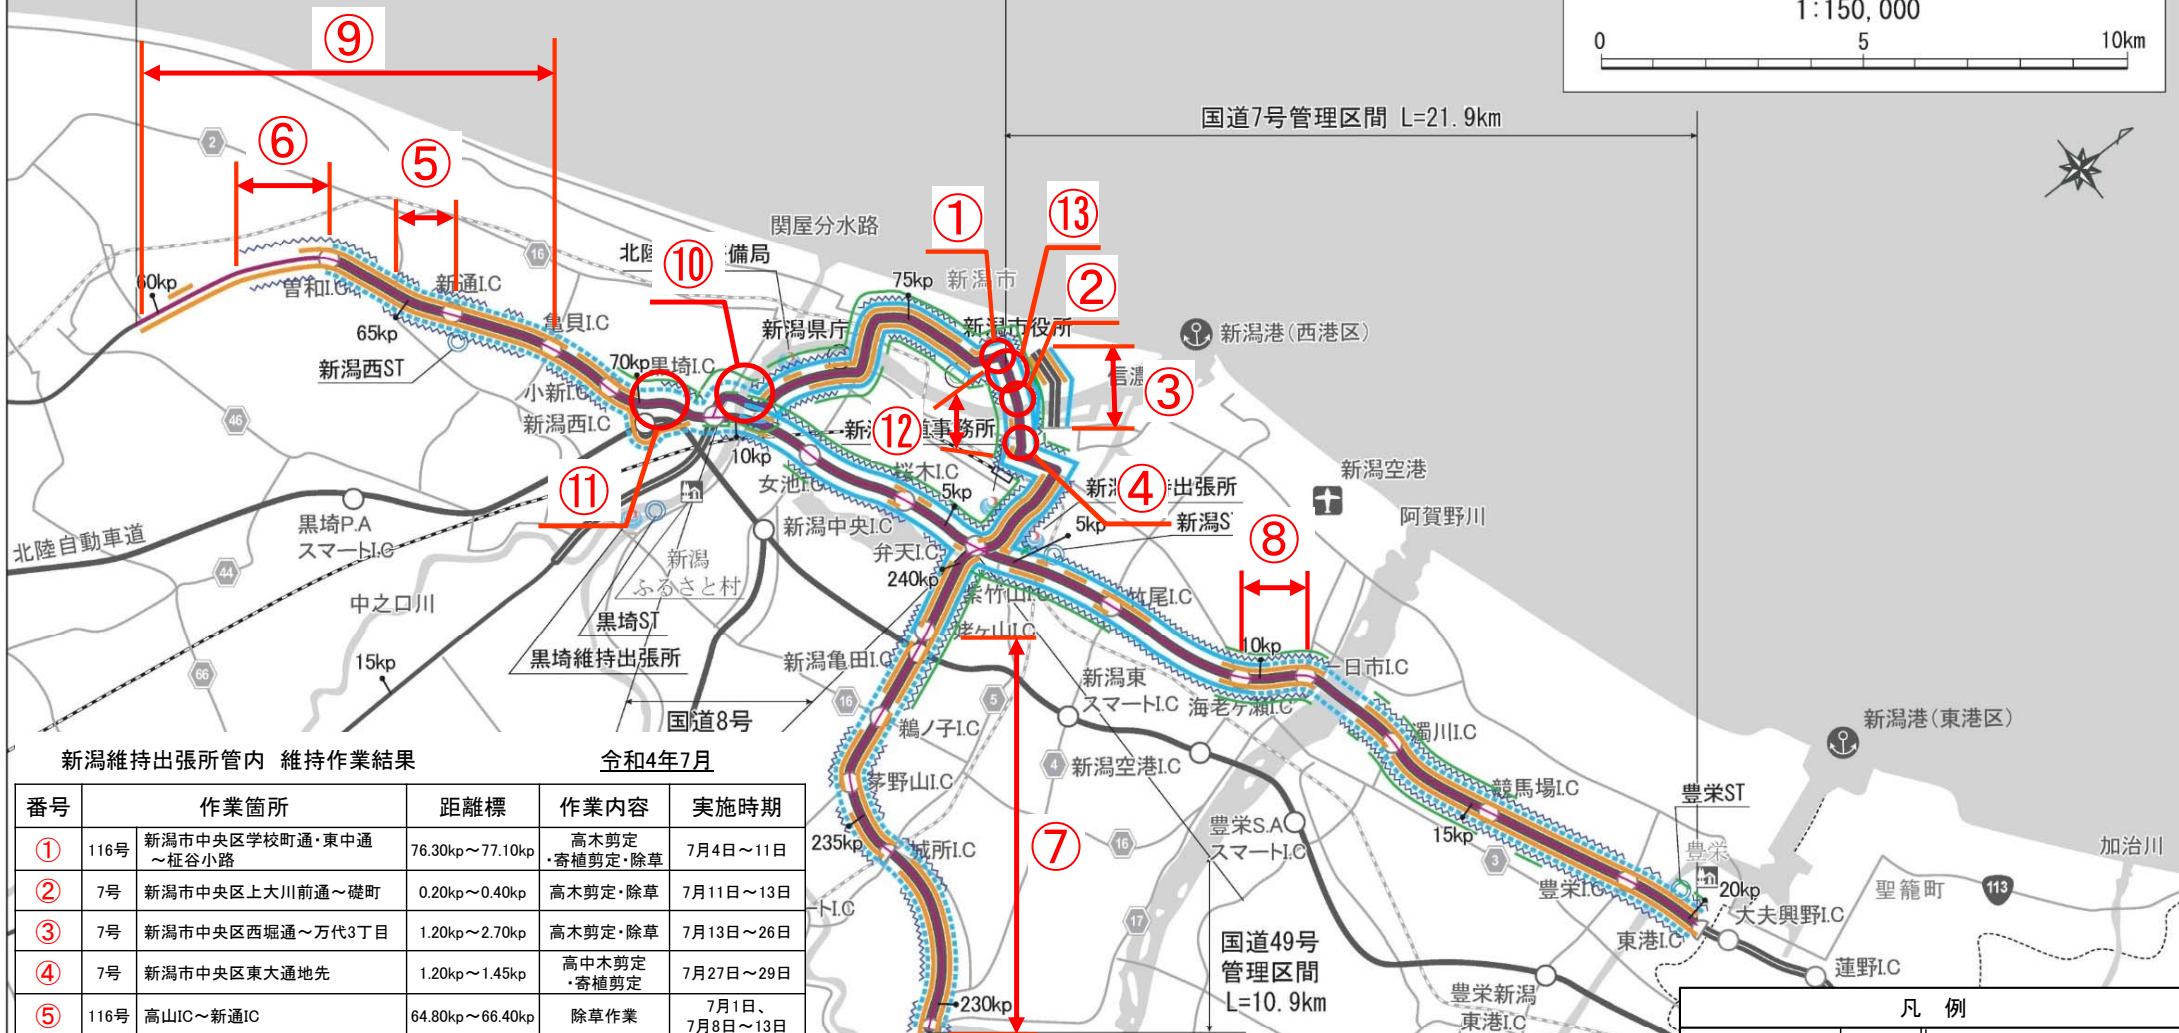 1:150,000
0 5 10km
国道7号管理区間 L=21.9km
⑨
⑥
⑤
①
⑬
②
⑩
③
⑫
④
⑪
⑧
⑦
2
16
関屋分水路
75kp
新潟市
新潟市役所
新潟県庁
新潟港(西港区)
60kp
曽和I.C
新通I.C
65kp
亀貝I.C
新潟西ST
70kp
黒埼I.C
小新I.C
新潟西I.C
10kp
女池I.C
桜木I.C
5kp
新潟空港
新潟中央I.C
弁天I.C
240kp
5kp
阿賀野川
46
黒埼P.A
スマートI.C
北陸自動車道
44
新潟
ふるさと村
中之口川
黒埼ST
黒埼維持出張所
15kp
66
紫竹山I.C
竹尾I.C
姥ヶ山I.C
新潟亀田I.C
16
5
10kp
一日市I.C
新潟東
スマートI.C
海老ヶ瀬I.C
国道8号
鵜ノ子I.C
濁川I.C
新潟港(東港区)
4
新潟空港I.C
茅野山I.C
競馬場I.C
豊栄ST
15kp
豊栄S.A
スマートI.C
235kp
城所I.C
16
3
豊栄
加治川
豊栄I.C
20kp
聖籠町
113
大夫興野I.C
17
東港I.C
国道49号
管理区間
L=10.9km
蓮野I.C
230kp
豊栄新潟
東港I.C
凡 例
新潟維持出張所管内 維持作業結果 令和4年7月
番号 作業箇所 距離標 作業内容 実施時期
① 116号 新潟市中央区学校町通・東中通
～柾谷小路 76.30kp～77.10kp 高木剪定
・寄植剪定・除草 7月4日～11日
② 7号 新潟市中央区上大川前通～礎町 0.20kp～0.40kp 高木剪定・除草 7月11日～13日
③ 7号 新潟市中央区西堀通～万代3丁目 1.20kp～2.70kp 高木剪定・除草 7月13日～26日
④ 7号 新潟市中央区東大通地先 1.20kp～1.45kp 高中木剪定
・寄植剪定 7月27日～29日
⑤ 116号 高山IC～新通IC 64.80kp～66.40kp 除草作業 7月1日、
7月8日～13日